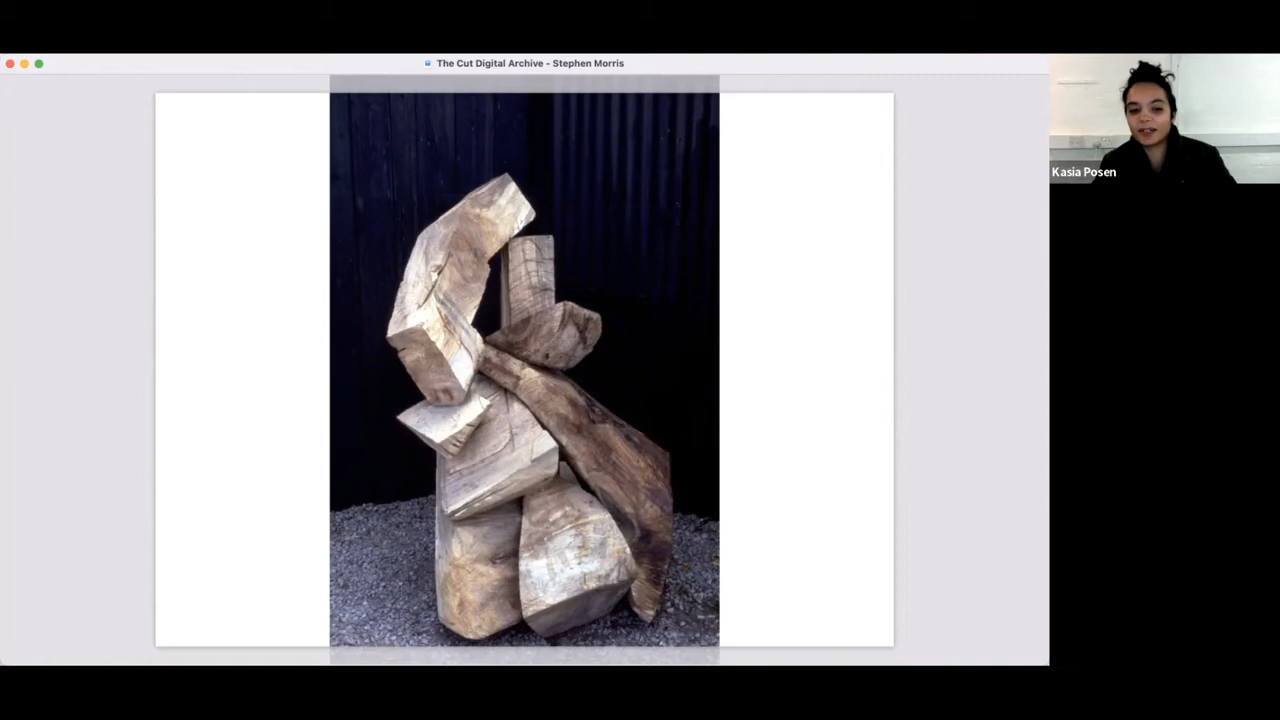 The Cut Digital Archive - Stephen Morris
Kasia Posen